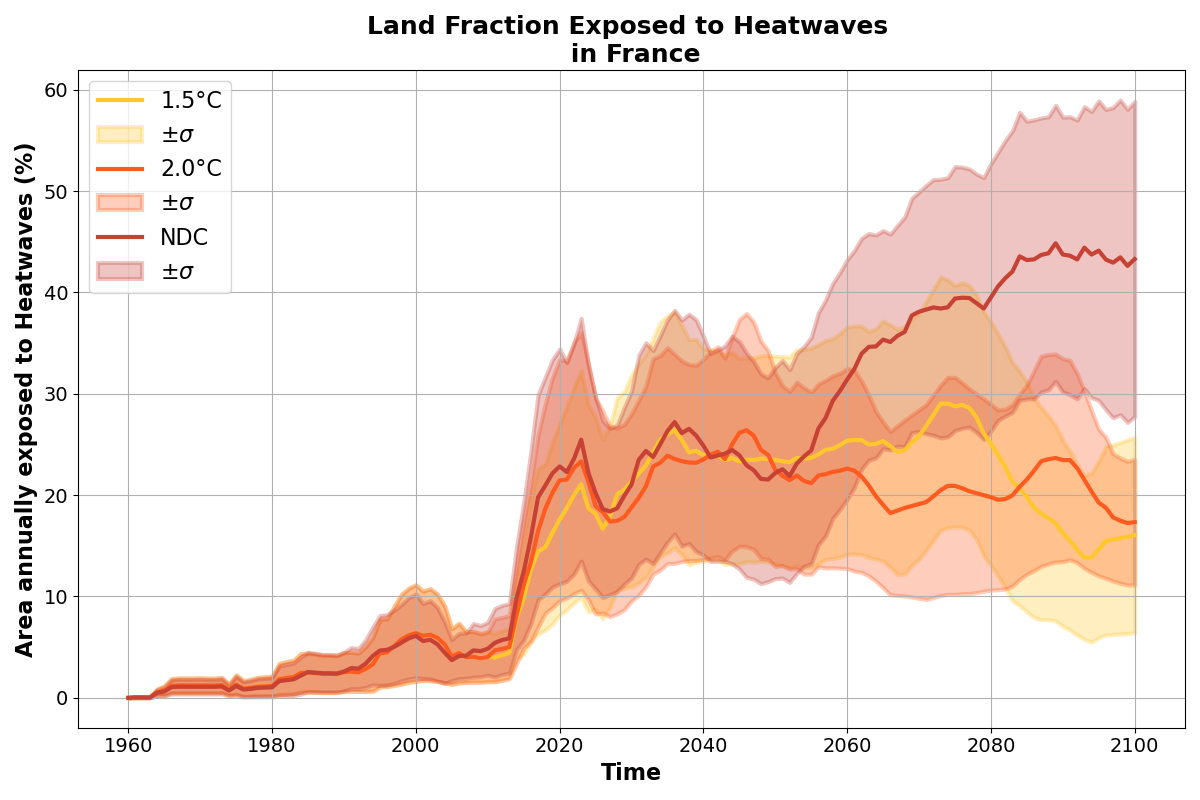 Land Fraction Exposed to Heatwaves
in France
Area annually exposed to Heatwaves (%)
60
50
40
30
20
10
0
1.5°C
±σ
2.0°C
±σ
NDC
±σ
1960
1980
2000
2020
2040
2060
2080
2100
Time